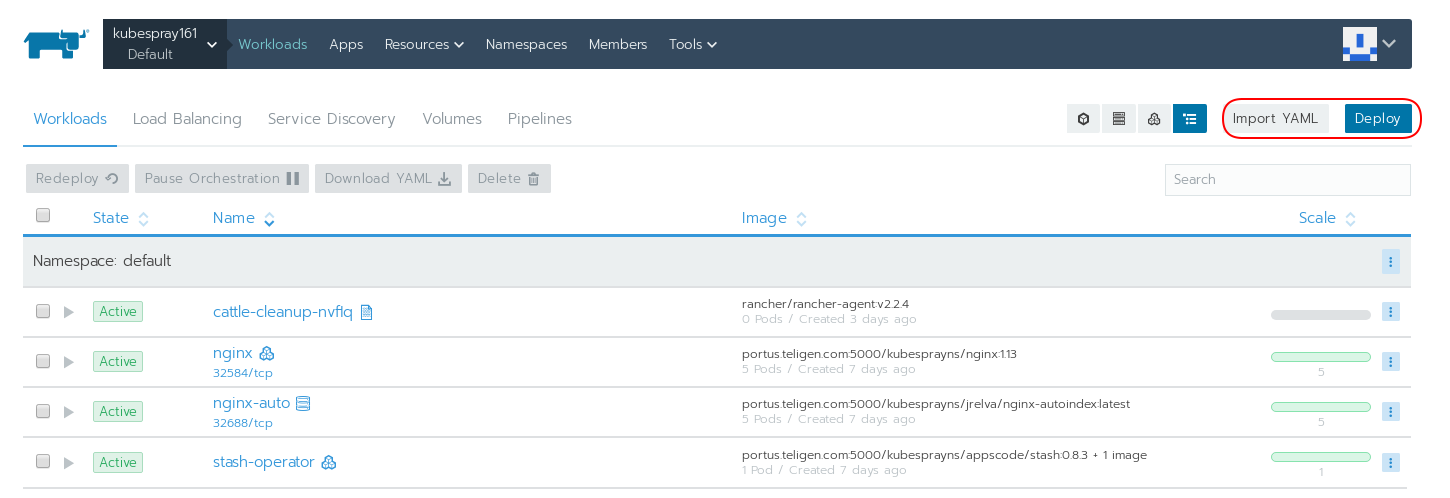 kubespray161
Default
Workloads Apps Resources Namespaces Members Tools
Workloads Load Balancing Service Discovery Volumes Pipelines Import YAML Deploy
Redeploy Pause Orchestration Download YAML Delete Search
State Name Image Scale
Namespace: default
Active cattle-cleanup-nvflq rancher/rancher-agent:v2.2.4
0 Pods / Created 3 days ago
Active nginx portus.teligen.com:5000/kubesprayns/nginx:1.13
32584/tcp 5 Pods / Created 7 days ago 5
Active nginx-auto portus.teligen.com:5000/kubesprayns/jrelva/nginx-autoindex:latest
32688/tcp 5 Pods / Created 7 days ago 5
Active stash-operator portus.teligen.com:5000/kubesprayns/appscode/stash:0.8.3 + 1 image
1 Pod / Created 7 days ago 1